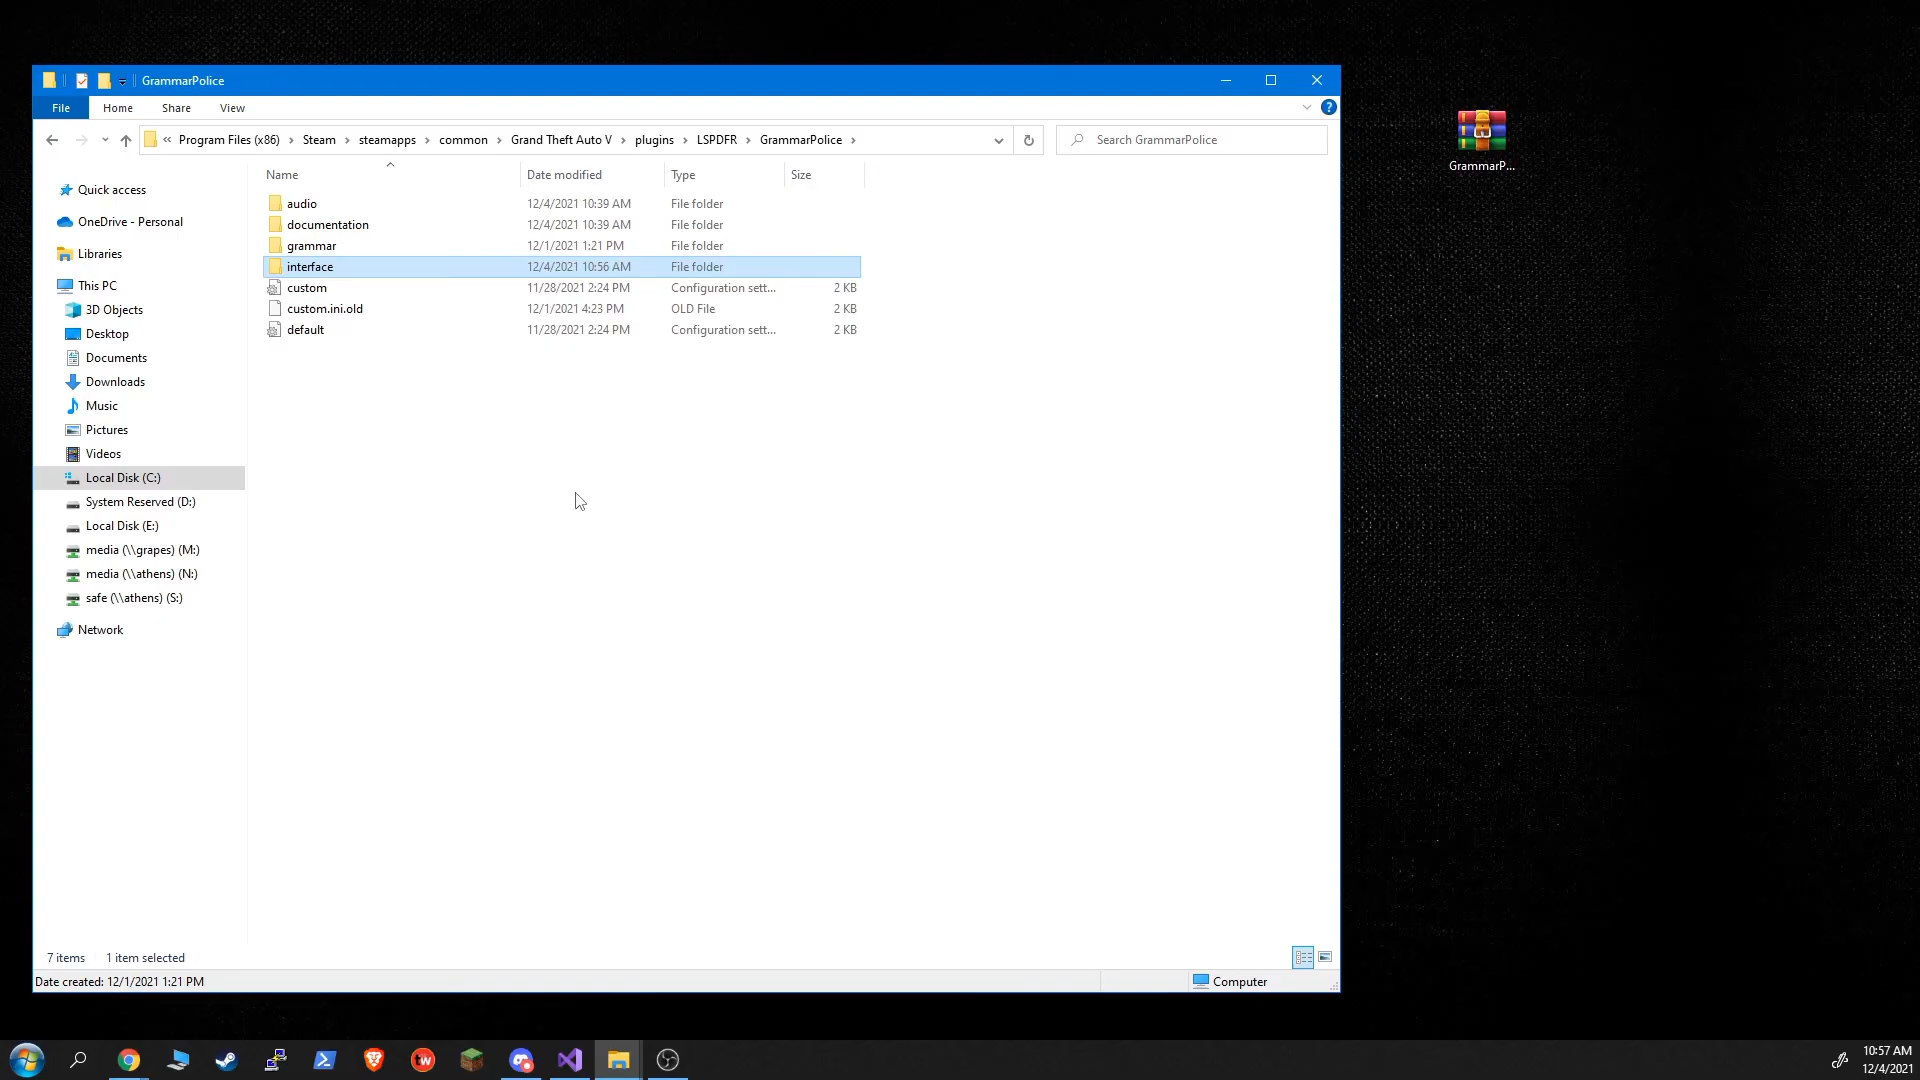 GrammarPolice
File Home Share View
« Program Files (x86) › Steam › steamapps › common › Grand Theft Auto V › plugins › LSPDFR › GrammarPolice ›
Search GrammarPolice
GrammarP...
Quick access
OneDrive - Personal
Libraries
This PC
3D Objects
Desktop
Documents
Downloads
Music
Pictures
Videos
Local Disk (C:)
System Reserved (D:)
Local Disk (E:)
media (\\grapes) (M:)
media (\\athens) (N:)
safe (\\athens) (S:)
Network
Name Date modified Type Size
audio 12/4/2021 10:39 AM File folder
documentation 12/4/2021 10:39 AM File folder
grammar 12/1/2021 1:21 PM File folder
interface 12/4/2021 10:56 AM File folder
custom 11/28/2021 2:24 PM Configuration sett... 2 KB
custom.ini.old 12/1/2021 4:23 PM OLD File 2 KB
default 11/28/2021 2:24 PM Configuration sett... 2 KB
7 items 1 item selected
Date created: 12/1/2021 1:21 PM
Computer
tw
10:57 AM
12/4/2021